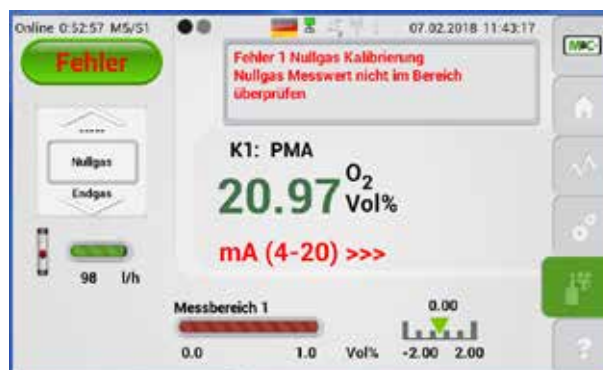 Online 0:52:57 M5/S1
07.02.2018 11:43:17
Fehler
Fehler 1 Nullgas Kalibrierung
Nullgas Messwert nicht im Bereich
überprüfen
-----
Nullgas
Endgas
K1: PMA
20.97 O2 Vol%
mA (4-20) >>>
98 l/h
Messbereich 1
0.00
0.0 1.0 Vol% -2.00 2.00
?